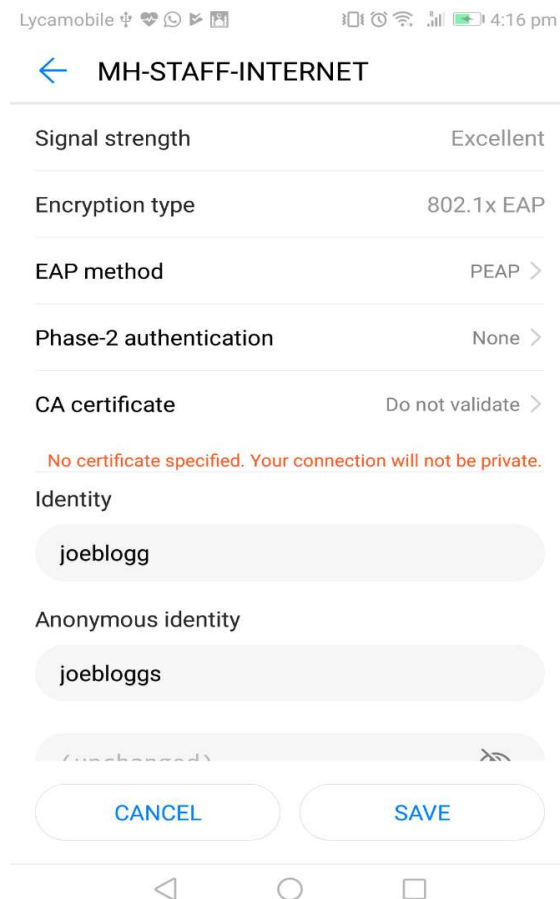 Lycamobile 4:16 pm
MH-STAFF-INTERNET
Signal strength Excellent
Encryption type 802.1x EAP
EAP method PEAP
Phase-2 authentication None
CA certificate Do not validate
No certificate specified. Your connection will not be private.
Identity
joeblogg
Anonymous identity
joebloggs
(unchanged)
CANCEL SAVE